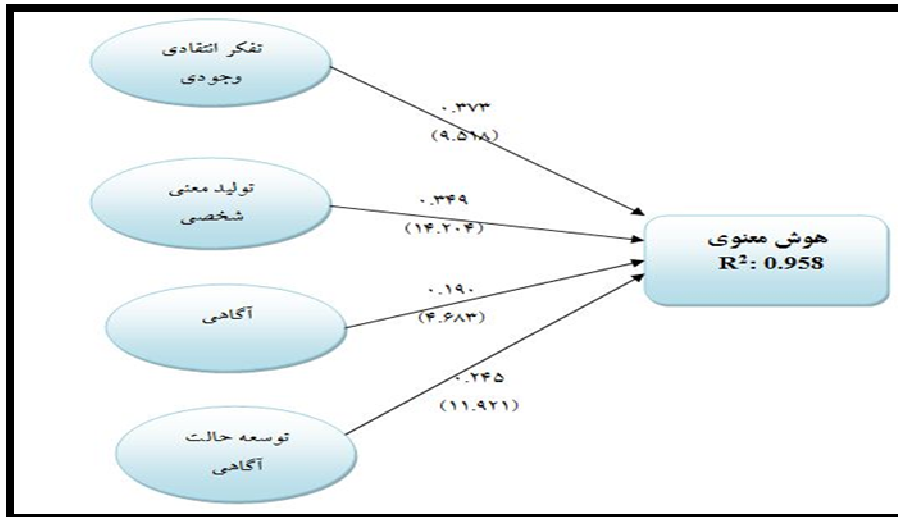 تفکر انتقادی
وجودی
۰.۳۷۳
(۹.۵۱۸)
تولید معنی
شخصی
۰.۳۴۹
(۱۴.۲۰۴)
هوش معنوی
R²: 0.958
آگاهی
۰.۱۹۰
(۴.۶۸۳)
توسعه حالت
آگاهی
۰.۲۴۵
(۱۱.۹۲۱)